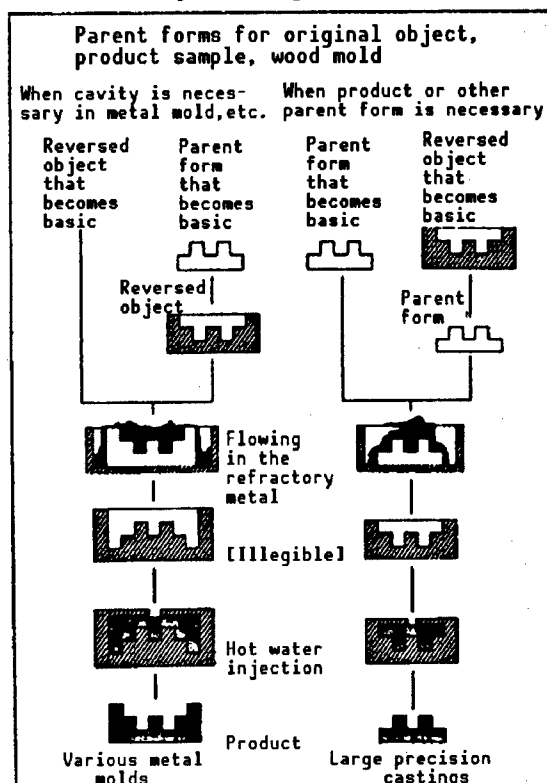 Parent forms for original object,
product sample, wood mold
When cavity is neces-
sary in metal mold,etc.
When product or other
parent form is necessary
Reversed
object
that
becomes
basic
Parent
form
that
becomes
basic
Parent
form
that
becomes
basic
Reversed
object
that
becomes
basic
Reversed
object
Parent
form
Flowing
in the
refractory
metal
[Illegible]
Hot water
injection
Product
Various metal
molds
Large precision
castings